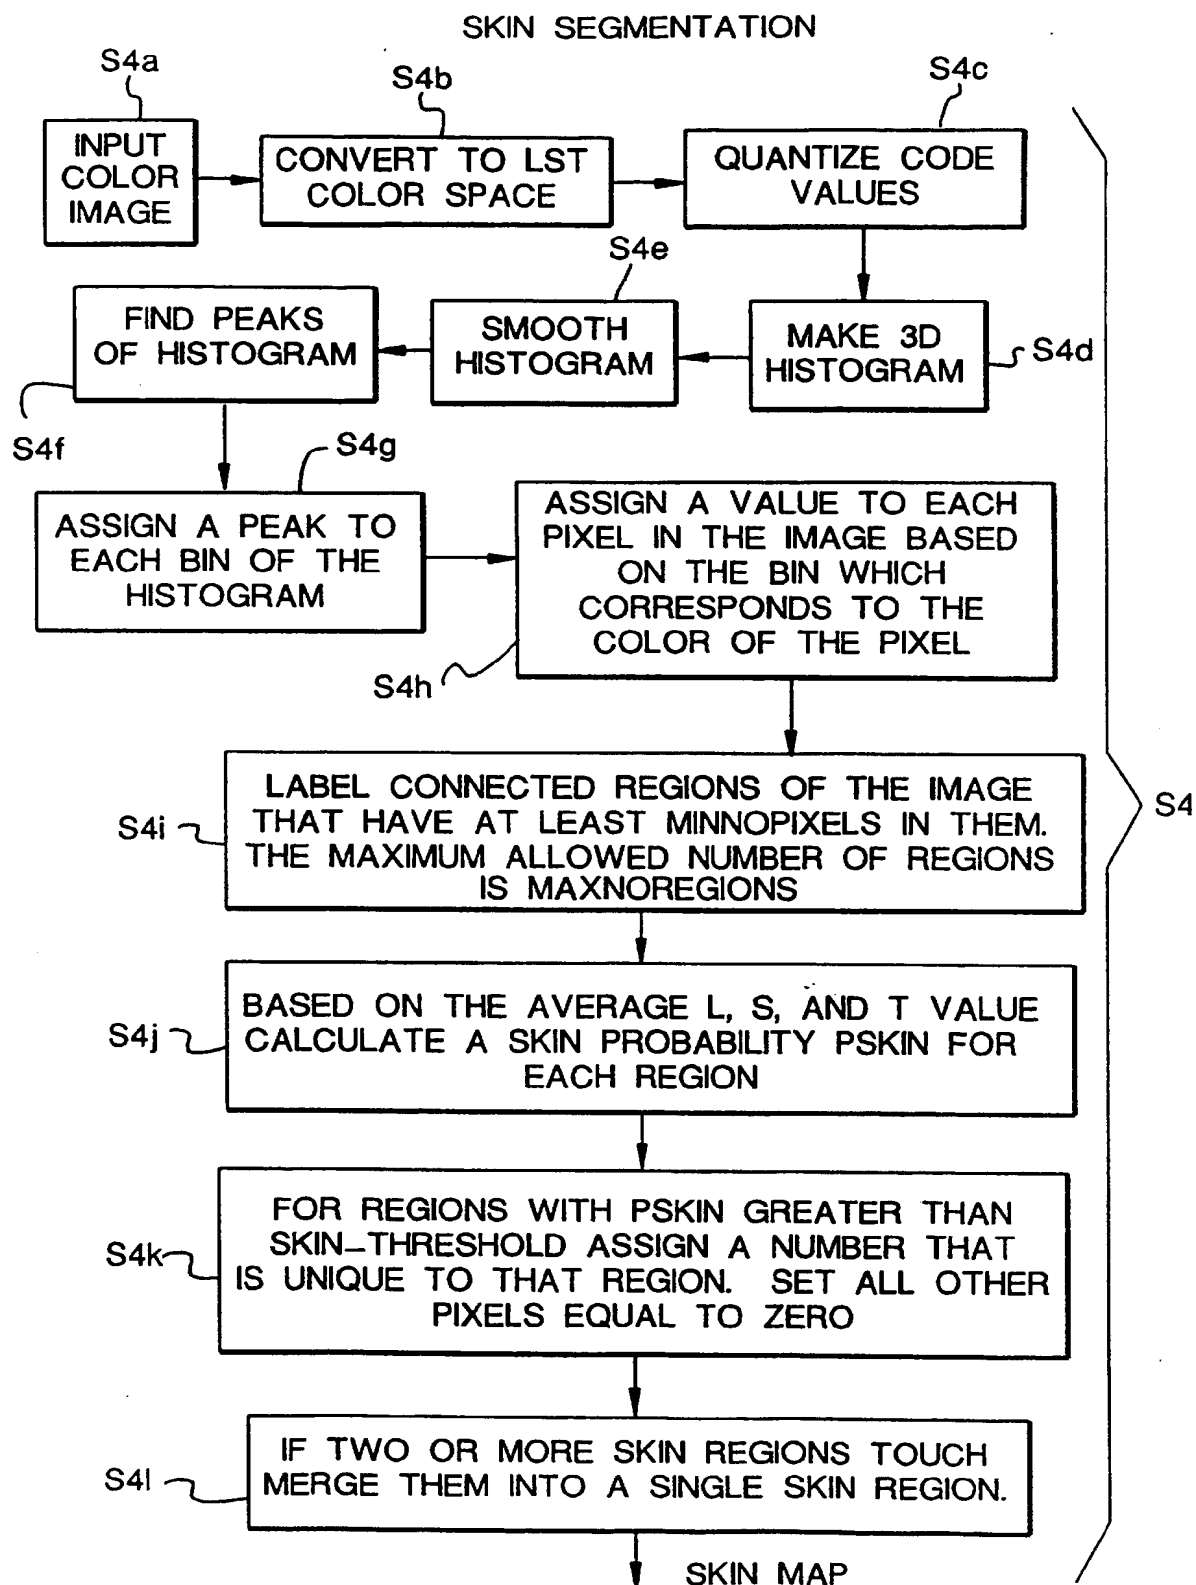 SKIN SEGMENTATION
S4a
S4b
S4c
INPUT
COLOR
IMAGE
CONVERT TO LST
COLOR SPACE
QUANTIZE CODE
VALUES
S4e
FIND PEAKS
OF HISTOGRAM
SMOOTH
HISTOGRAM
MAKE 3D
HISTOGRAM
S4d
S4f
S4g
ASSIGN A PEAK TO
EACH BIN OF THE
HISTOGRAM
ASSIGN A VALUE TO EACH
PIXEL IN THE IMAGE BASED
ON THE BIN WHICH
CORRESPONDS TO THE
COLOR OF THE PIXEL
S4h
LABEL CONNECTED REGIONS OF THE IMAGE
THAT HAVE AT LEAST MINNOPIXELS IN THEM.
THE MAXIMUM ALLOWED NUMBER OF REGIONS
IS MAXNOREGIONS
S4i
S4
BASED ON THE AVERAGE L, S, AND T VALUE
CALCULATE A SKIN PROBABILITY PSKIN FOR
EACH REGION
S4j
FOR REGIONS WITH PSKIN GREATER THAN
SKIN-THRESHOLD ASSIGN A NUMBER THAT
IS UNIQUE TO THAT REGION. SET ALL OTHER
PIXELS EQUAL TO ZERO
S4k
IF TWO OR MORE SKIN REGIONS TOUCH
MERGE THEM INTO A SINGLE SKIN REGION.
S4l
SKIN MAP